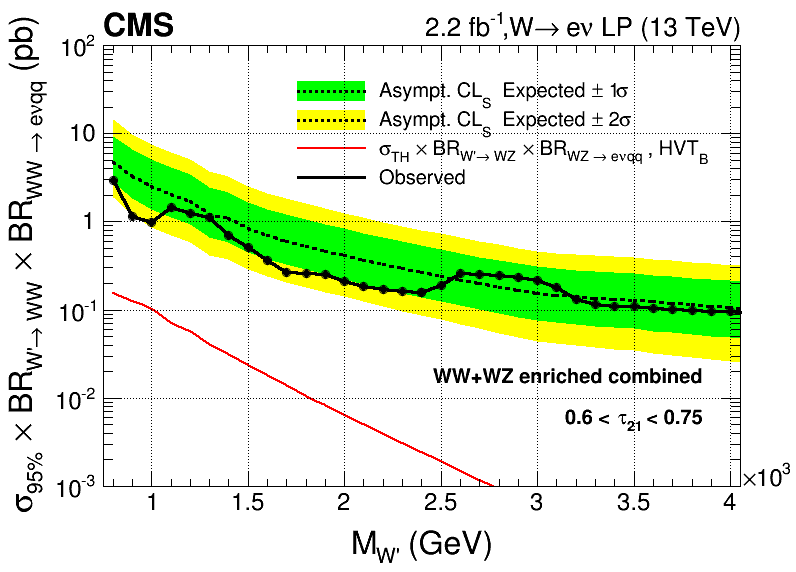 CMS 2.2 fb⁻¹,W→ eν LP (13 TeV)
σ95% × BRW'→ WW × BRWW → eνqq (pb)
10²
10
1
10⁻¹
10⁻²
10⁻³
Asympt. CLS Expected ± 1σ
Asympt. CLS Expected ± 2σ
σTH × BRW'→ WZ × BRWZ → eνqq , HVTB
Observed
WW+WZ enriched combined
0.6 < τ21 < 0.75
1 1.5 2 2.5 3 3.5 4
×10³
MW' (GeV)